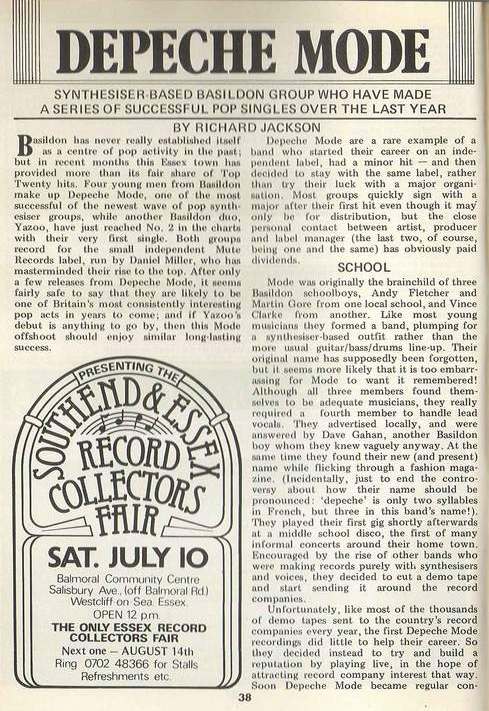 DEPECHE MODE
SYNTHESISER-BASED BASILDON GROUP WHO HAVE MADE
A SERIES OF SUCCESSFUL POP SINGLES OVER THE LAST YEAR
BY RICHARD JACKSON
Basildon has never really established itself
as a centre of pop activity in the past;
but in recent months this Essex town has
provided more than its fair share of Top
Twenty hits. Four young men from Basildon
make up Depeche Mode, one of the most
successful of the newest wave of pop synth-
esiser groups, while another Basildon duo,
Yazoo, have just reached No. 2 in the charts
with their very first single. Both groups
record for the small independent Mute
Records label, run by Daniel Miller, who has
masterminded their rise to the top. After only
a few releases from Depeche Mode, it seems
fairly safe to say that they are likely to be
one of Britain's most consistently interesting
pop acts in years to come; and if Yazoo's
debut is anything to go by, then this Mode
offshoot should enjoy similar long-lasting
success.
PRESENTING THE
SOUTHEND & ESSEX
RECORD
COLLECTORS
FAIR
SAT. JULY 10
Balmoral Community Centre
Salisbury Ave., (off Balmoral Rd.)
Westcliff on Sea. Essex.
OPEN 12 p.m.
THE ONLY ESSEX RECORD
COLLECTORS FAIR
Next one — AUGUST 14th
Ring 0702 48366 for Stalls
Refreshments etc.
Depeche Mode are a rare example of a
band who started their career on an inde-
pendent label, had a minor hit — and then
decided to stay with the same label, rather
than try their luck with a major organi-
sation. Most groups quickly sign with a
major after their first hit even though it may
only be for distribution, but the close
personal contact between artist, producer
and label manager (the last two, of course,
being one and the same) has obviously paid
dividends.
SCHOOL
Mode was originally the brainchild of three
Basildon schoolboys, Andy Fletcher and
Martin Gore from one local school, and Vince
Clarke from another. Like most young
musicians they formed a band, plumping for
a synthesiser-based outfit rather than the
more usual guitar/bass/drums line-up. Their
original name has supposedly been forgotten,
but it seems more likely that it is too embarr-
assing for Mode to want it remembered!
Although all three members found them-
selves to be adequate musicians, they really
required a fourth member to handle lead
vocals. They advertised locally, and were
answered by Dave Gahan, another Basildon
boy whom they knew vaguely anyway. At the
same time they found their new (and present)
name while flicking through a fashion maga-
zine. (Incidentally, just to end the contro-
versy about how their name should be
pronounced: 'depeche' is only two syllables
in French, but three in this band's name!).
They played their first gig shortly afterwards
at a middle school disco, the first of many
informal concerts around their home town.
Encouraged by the rise of other bands who
were making records purely with synthesisers
and voices, they decided to cut a demo tape
and start sending it around the record
companies.
Unfortunately, like most of the thousands
of demo tapes sent to the country's record
companies every year, the first Depeche Mode
recordings did little to help their career. So
they decided instead to try and build a
reputation by playing live, in the hope of
attracting record company interest that way.
Soon Depeche Mode became regular con-
38